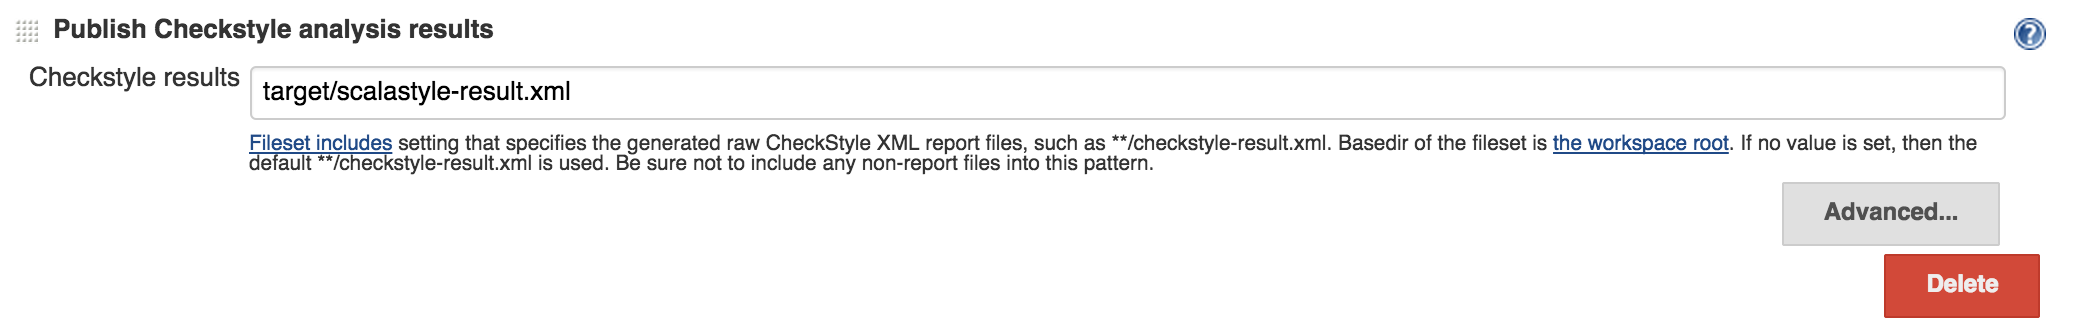 Publish Checkstyle analysis results
?
Checkstyle results
target/scalastyle-result.xml
Fileset includes setting that specifies the generated raw CheckStyle XML report files, such as **/checkstyle-result.xml. Basedir of the fileset is the workspace root. If no value is set, then the
default **/checkstyle-result.xml is used. Be sure not to include any non-report files into this pattern.
Advanced...
Delete